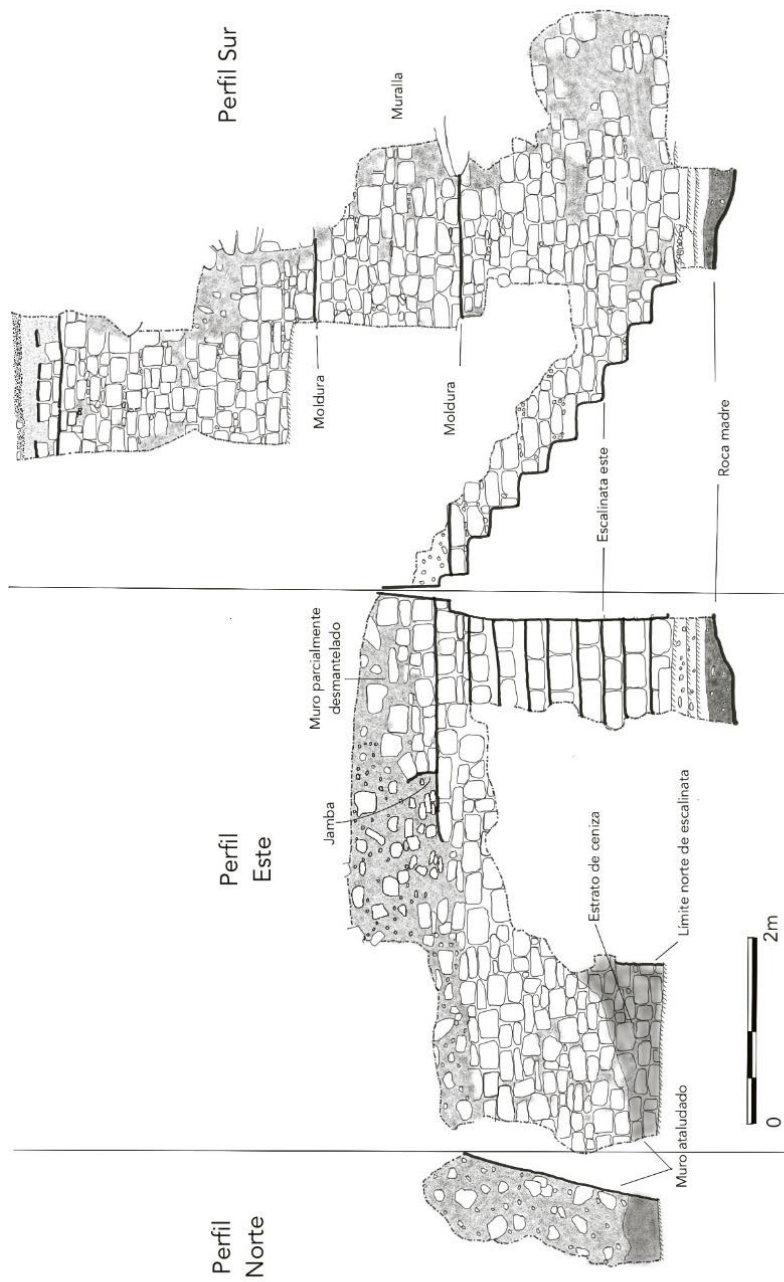 Perfil
Norte
Perfil
Este
Perfil Sur
Muro ataludado
Jamba
Muro parcialmente
desmantelado
Estrato de ceniza
Límite norte de escalinata
Moldura
Moldura
Muralla
Escalinata este
Roca madre
0
2m